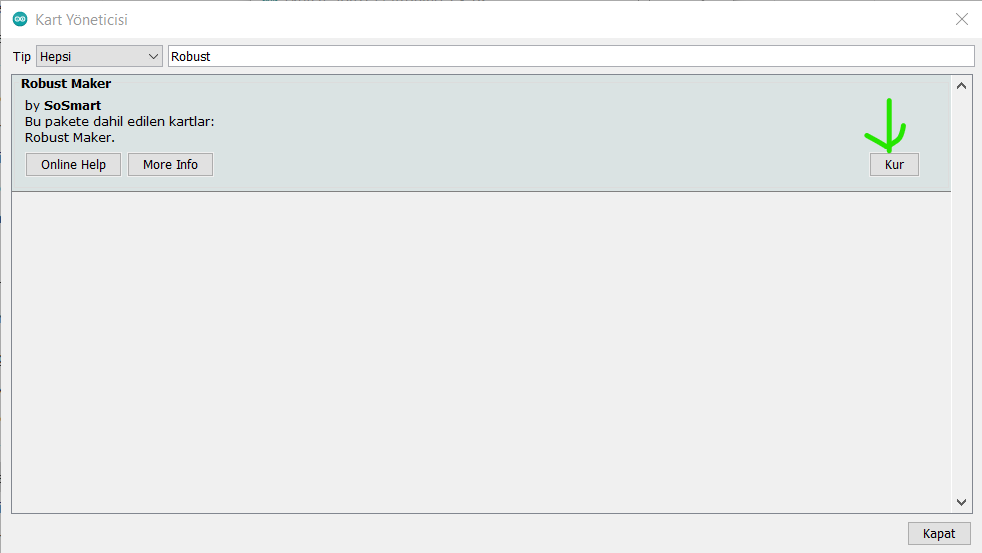 Kart Yöneticisi
Tip Hepsi Robust
Robust Maker
by SoSmart
Bu pakete dahil edilen kartlar:
Robust Maker.
Online Help More Info Kur
Kapat